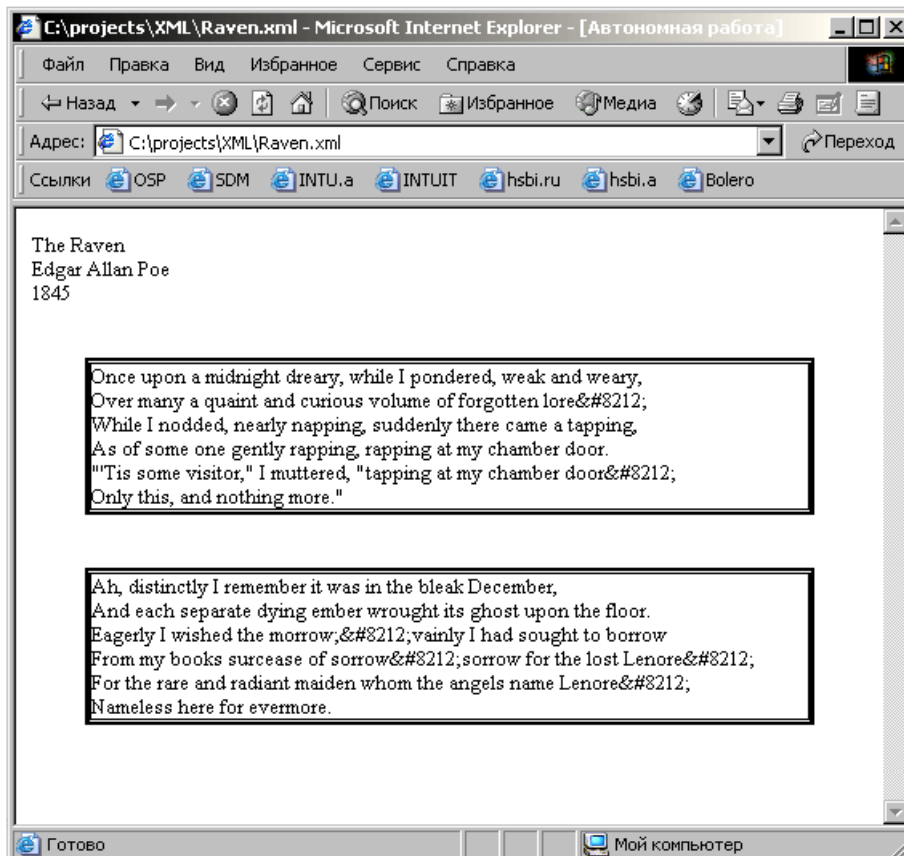 C:\projects\XML\Raven.xml - Microsoft Internet Explorer - [Автономная работа]
Файл Правка Вид Избранное Сервис Справка
Назад Поиск Избранное Медиа
Адрес: C:\projects\XML\Raven.xml Переход
Ссылки OSP SDM INTU.a INTUIT hsbi.ru hsbi.a Bolero
The Raven
Edgar Allan Poe
1845
Once upon a midnight dreary, while I pondered, weak and weary,
Over many a quaint and curious volume of forgotten lore&#8212;
While I nodded, nearly napping, suddenly there came a tapping,
As of some one gently rapping, rapping at my chamber door.
"'Tis some visitor," I muttered, "tapping at my chamber door&#8212;
Only this, and nothing more."
Ah, distinctly I remember it was in the bleak December,
And each separate dying ember wrought its ghost upon the floor.
Eagerly I wished the morrow;&#8212;vainly I had sought to borrow
From my books surcease of sorrow&#8212;sorrow for the lost Lenore&#8212;
For the rare and radiant maiden whom the angels name Lenore&#8212;
Nameless here for evermore.
Готово Мой компьютер